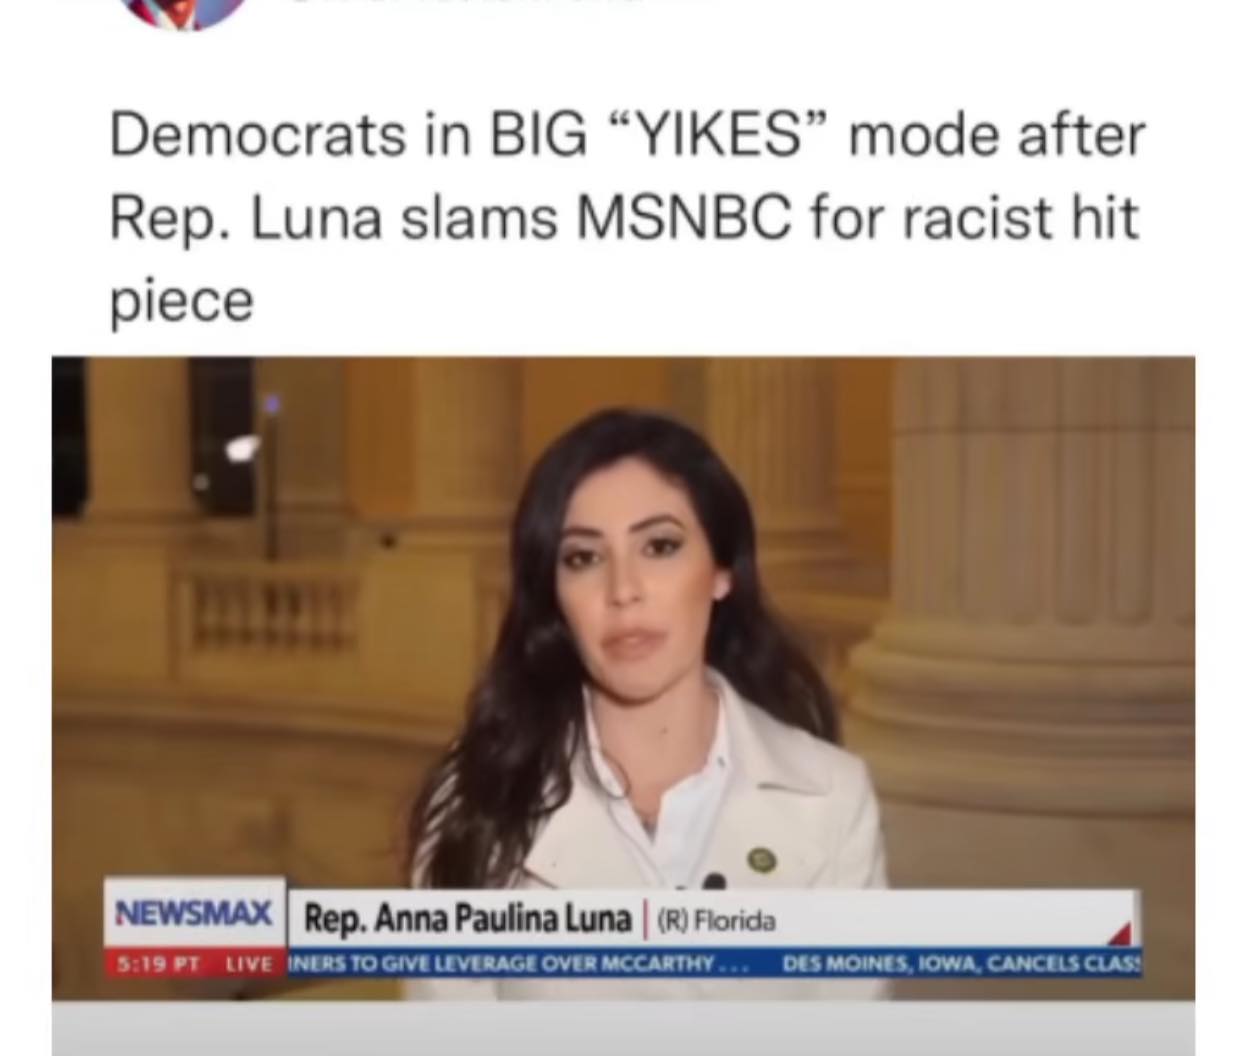 Democrats in BIG “YIKES” mode after
Rep. Luna slams MSNBC for racist hit
piece
NEWSMAX
Rep. Anna Paulina Luna | (R) Florida
5:19 PT LIVE
INERS TO GIVE LEVERAGE OVER MCCARTHY... DES MOINES, IOWA, CANCELS CLASS